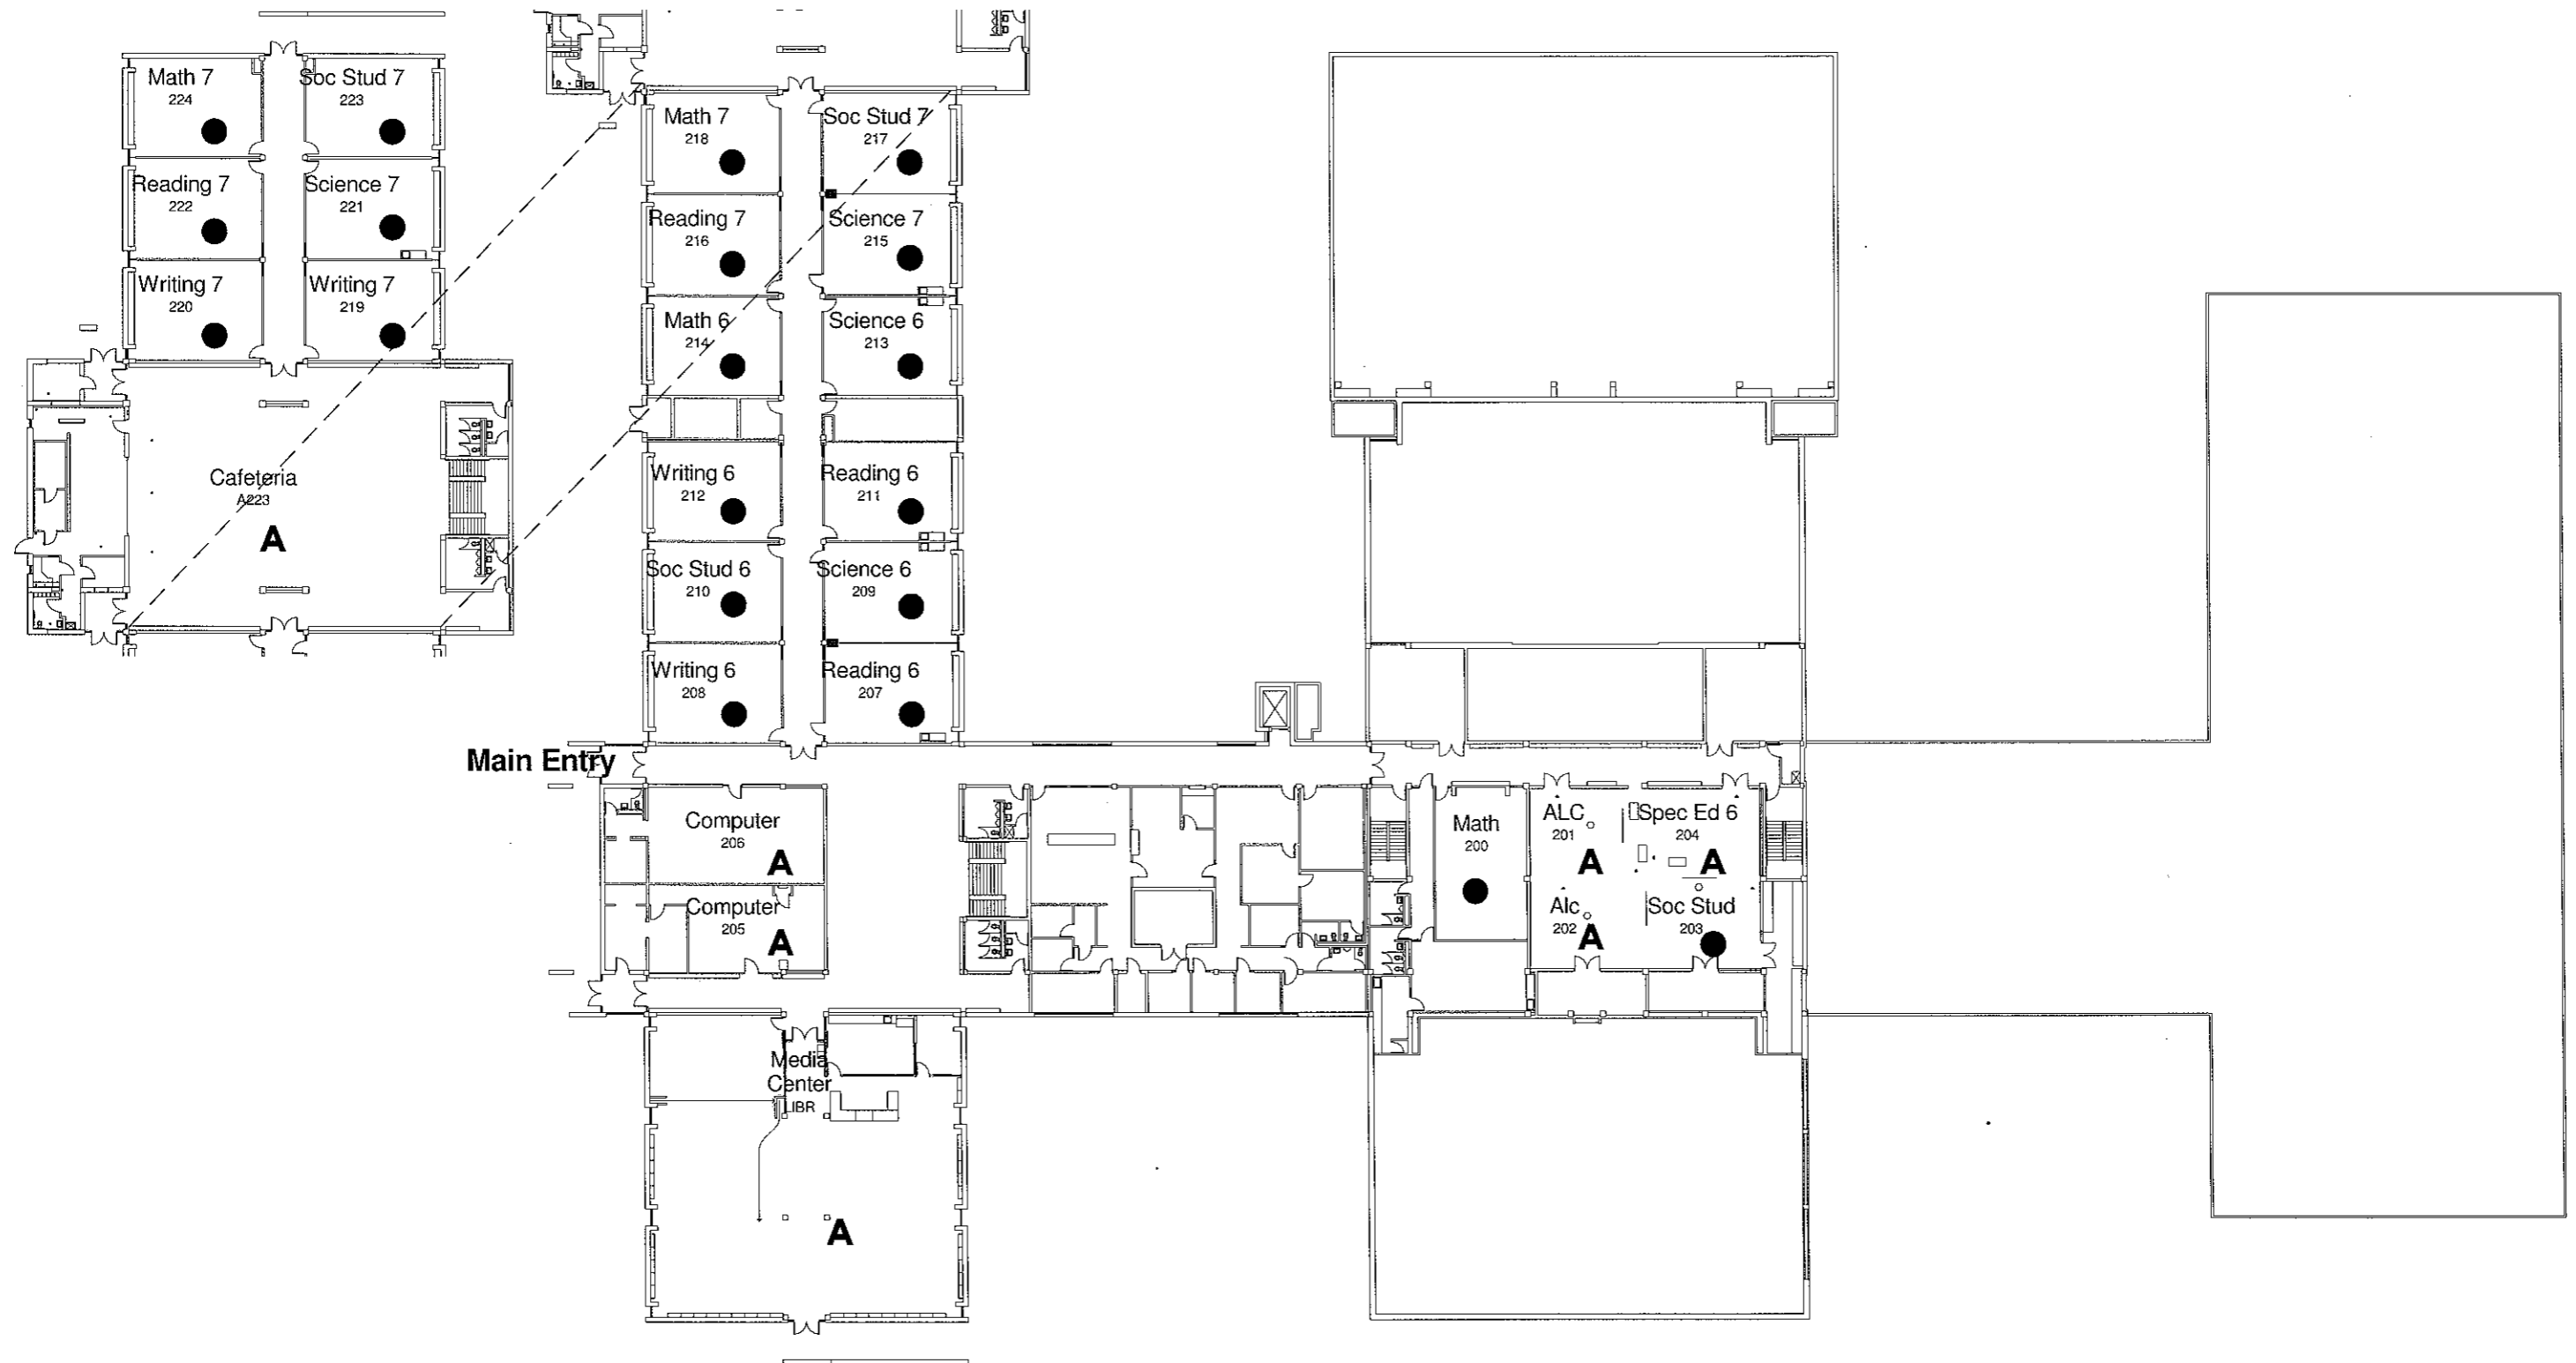 Math 7
224
Soc Stud 7
223
Reading 7
222
Science 7
221
Writing 7
220
Writing 7
219
Cafeteria
A223
A
Math 7
218
Soc Stud 7
217
Reading 7
216
Science 7
215
Math 6
214
Science 6
213
Writing 6
212
Reading 6
211
Soc Stud 6
210
Science 6
209
Writing 6
208
Reading 6
207
Main Entry
Computer
206
A
Computer
205
A
Math
200
ALC
201
A
Spec Ed 6
204
A
Alc
202
A
Soc Stud
203
Media
Center
LIBR
A